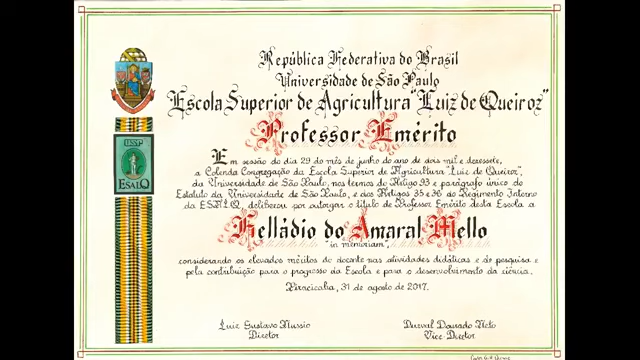 República Federativa do Brasil
Universidade de São Paulo
Escola Superior de Agricultura "Luiz de Queiroz"
Professor Emérito
Em sessão do dia 29 do mês de junho do ano de dois mil e dezessete,
a Colenda Congregação da Escola Superior de Agricultura "Luiz de Queiroz",
da Universidade de São Paulo, nos termos do Artigo 93 e parágrafo único do
Estatuto da Universidade de São Paulo, e dos Artigos 35 e 36 do Regimento Interno
da ESALQ, deliberou por outorgar o título de Professor Emérito desta Escola a
Helládio do Amaral Mello
"in memoriam",
considerando os elevados méritos do docente nas atividades didáticas e de pesquisa e
pela contribuição para o progresso da Escola e para o desenvolvimento da ciência.
Piracicaba, 31 de agosto de 2017.
Luiz Gustavo Nussio
Diretor
Durval Dourado Neto
Vice-Diretor
USP
ESALQ